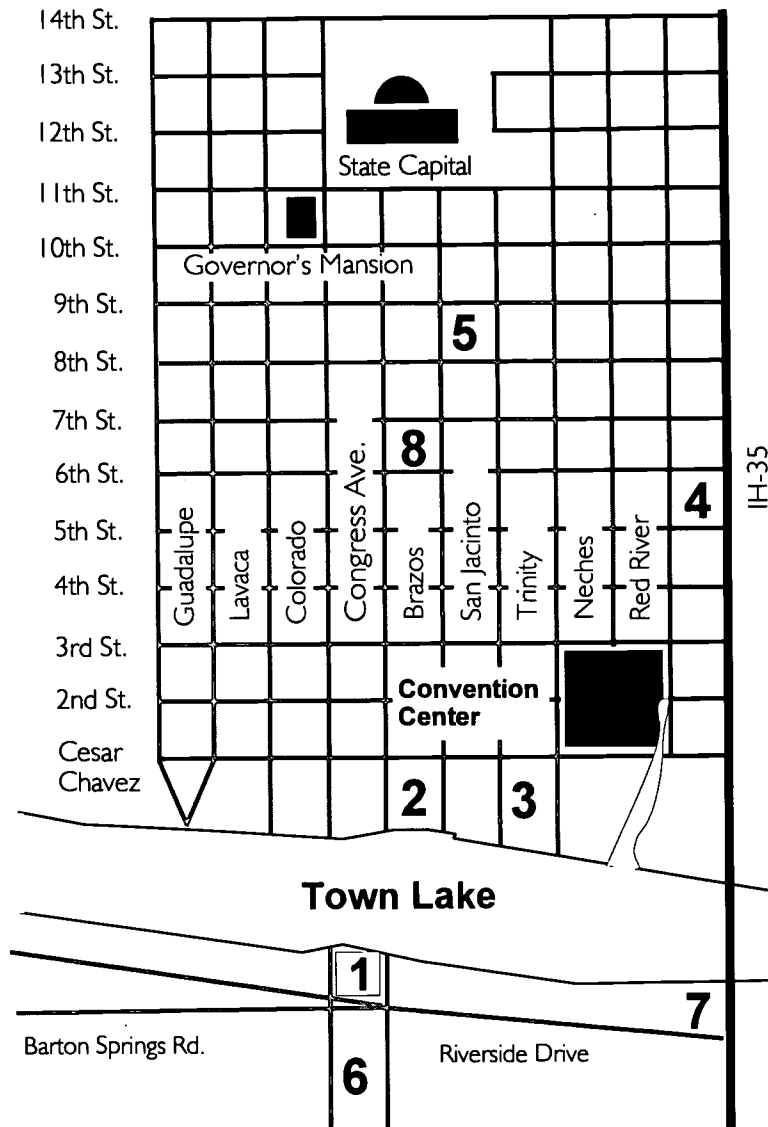 14th St.
13th St.
12th St.
State Capital
11th St.
10th St.
Governor's Mansion
9th St.
5
8th St.
7th St.
8
6th St.
4
IH-35
5th St.
4th St.
Guadalupe
Lavaca
Colorado
Congress Ave.
Brazos
San Jacinto
Trinity
Neches
Red River
3rd St.
2nd St.
Convention
Center
Cesar
Chavez
2
3
Town Lake
1
7
Barton Springs Rd.
Riverside Drive
6